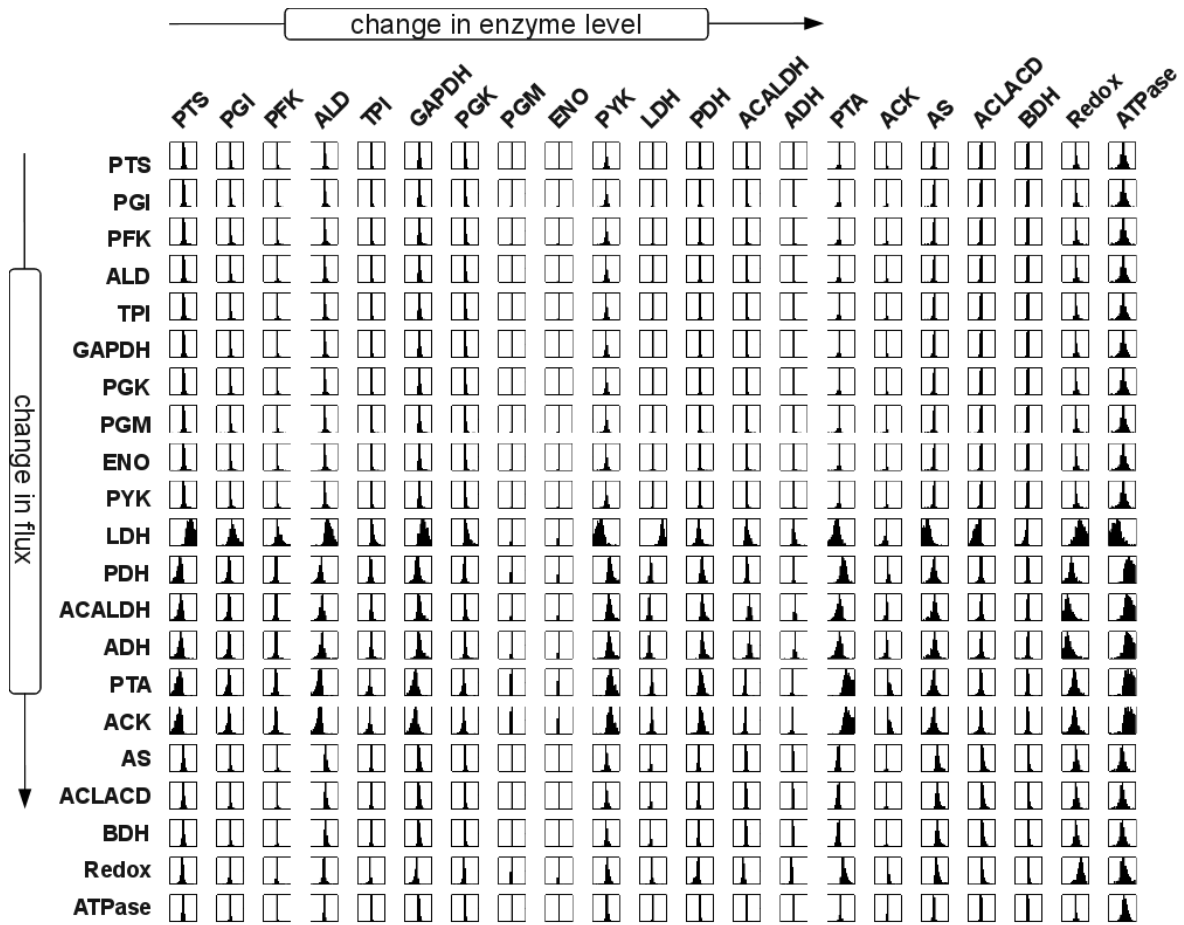 change in enzyme level
PTS PGI PFK ALD TPI GAPDH PGK PGM ENO PYK LDH PDH ACALDH ADH PTA ACK AS ACLACD BDH Redox ATPase
change in flux
PTS
PGI
PFK
ALD
TPI
GAPDH
PGK
PGM
ENO
PYK
LDH
PDH
ACALDH
ADH
PTA
ACK
AS
ACLACD
BDH
Redox
ATPase